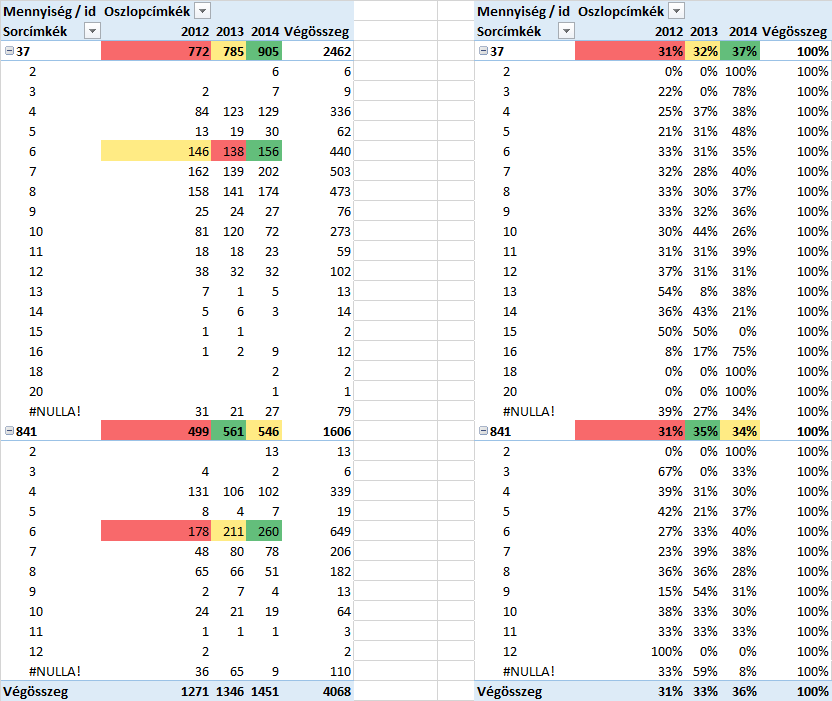 Mennyiség / id Oszlopcímkék Mennyiség / id Oszlopcímkék
Sorcímkék 2012 2013 2014 Végösszeg Sorcímkék 2012 2013 2014 Végösszeg
37 772 785 905 2462 37 31% 32% 37% 100%
2 6 6 2 0% 0% 100% 100%
3 2 7 9 3 22% 0% 78% 100%
4 84 123 129 336 4 25% 37% 38% 100%
5 13 19 30 62 5 21% 31% 48% 100%
6 146 138 156 440 6 33% 31% 35% 100%
7 162 139 202 503 7 32% 28% 40% 100%
8 158 141 174 473 8 33% 30% 37% 100%
9 25 24 27 76 9 33% 32% 36% 100%
10 81 120 72 273 10 30% 44% 26% 100%
11 18 18 23 59 11 31% 31% 39% 100%
12 38 32 32 102 12 37% 31% 31% 100%
13 7 1 5 13 13 54% 8% 38% 100%
14 5 6 3 14 14 36% 43% 21% 100%
15 1 1 2 15 50% 50% 0% 100%
16 1 2 9 12 16 8% 17% 75% 100%
18 2 2 18 0% 0% 100% 100%
20 1 1 20 0% 0% 100% 100%
#NULLA! 31 21 27 79 #NULLA! 39% 27% 34% 100%
841 499 561 546 1606 841 31% 35% 34% 100%
2 13 13 2 0% 0% 100% 100%
3 4 2 6 3 67% 0% 33% 100%
4 131 106 102 339 4 39% 31% 30% 100%
5 8 4 7 19 5 42% 21% 37% 100%
6 178 211 260 649 6 27% 33% 40% 100%
7 48 80 78 206 7 23% 39% 38% 100%
8 65 66 51 182 8 36% 36% 28% 100%
9 2 7 4 13 9 15% 54% 31% 100%
10 24 21 19 64 10 38% 33% 30% 100%
11 1 1 1 3 11 33% 33% 33% 100%
12 2 2 12 100% 0% 0% 100%
#NULLA! 36 65 9 110 #NULLA! 33% 59% 8% 100%
Végösszeg 1271 1346 1451 4068 Végösszeg 31% 33% 36% 100%